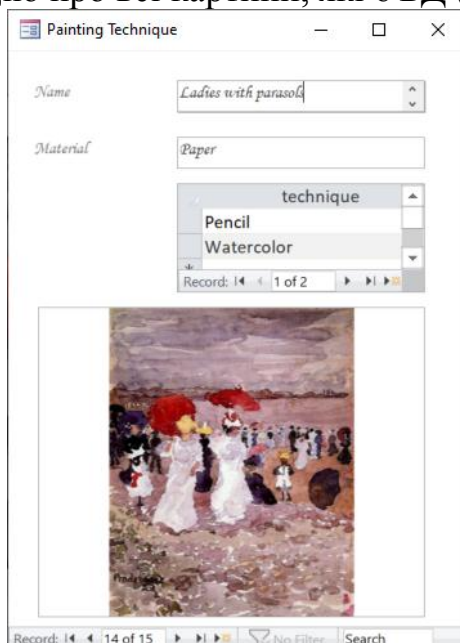 Painting Technique
Name Ladies with parasols
Material Paper
technique
Pencil
Watercolor
*
Record: 1 of 2
Prendergast
Record: 14 of 15 No Filter Search